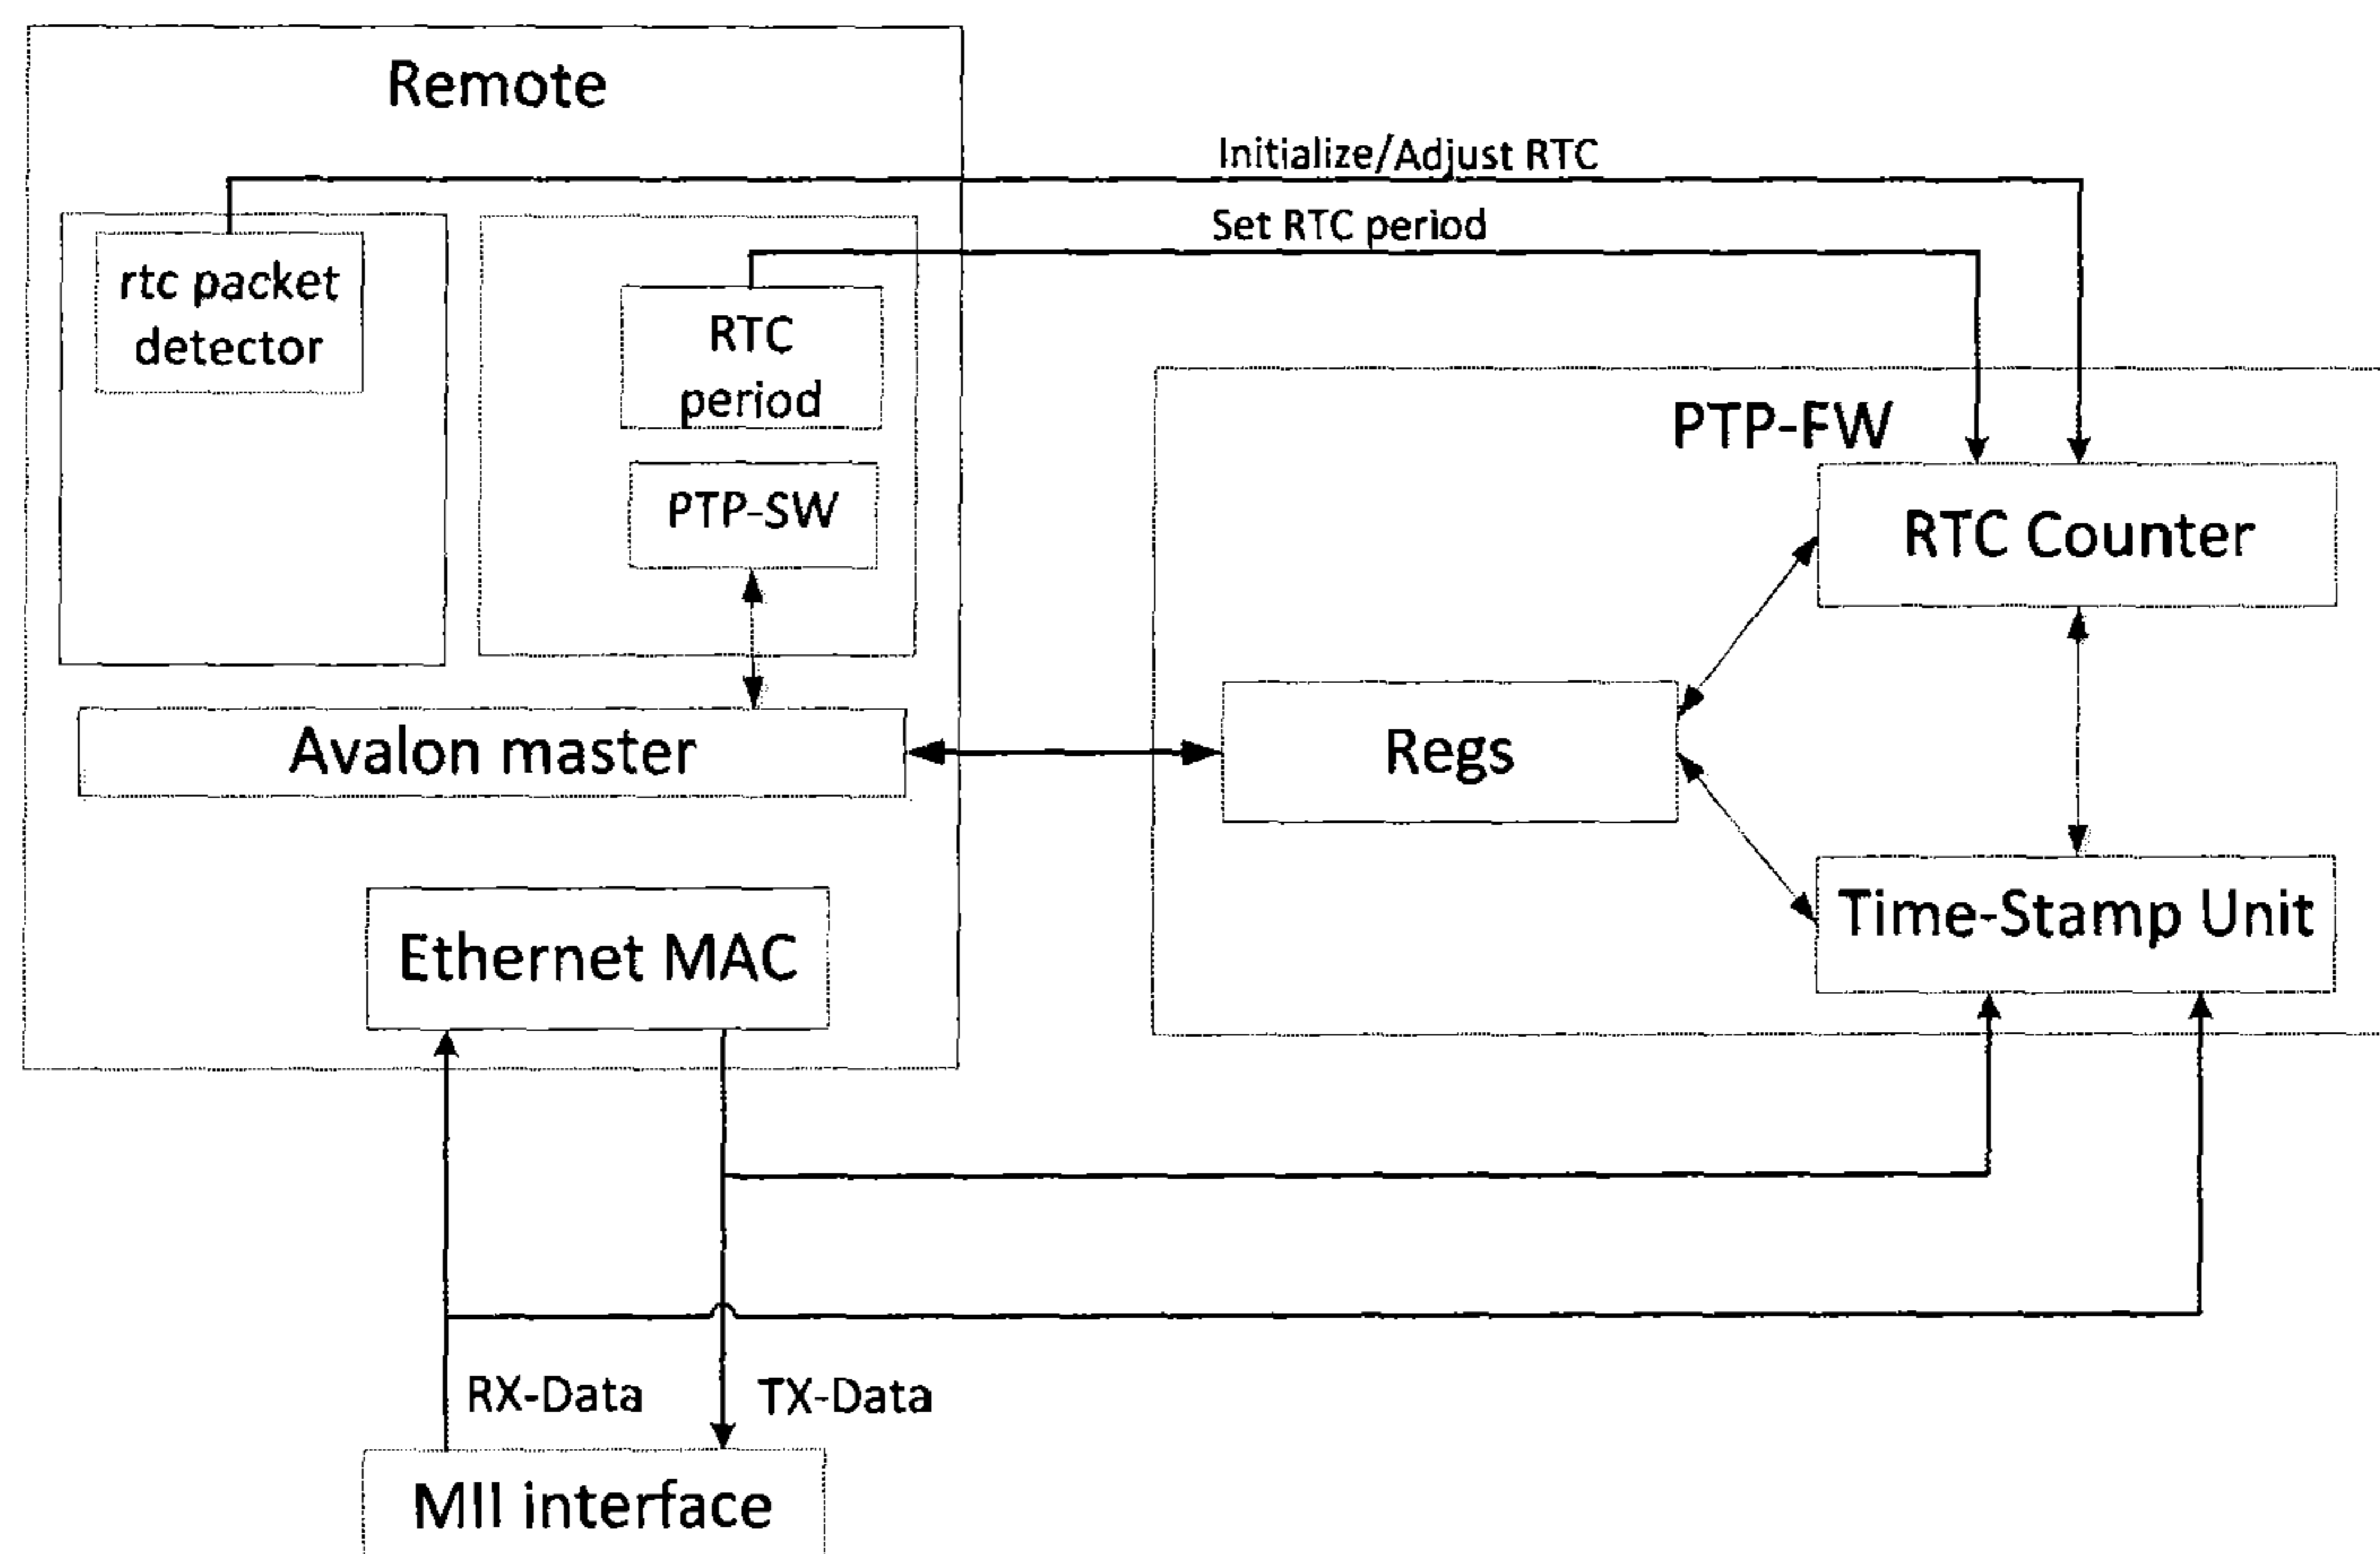 Remote
Initialize/Adjust RTC
Set RTC period
rtc packet
detector
RTC
period
PTP-SW
PTP-FW
RTC Counter
Avalon master
Regs
Time-Stamp Unit
Ethernet MAC
RX-Data
TX-Data
MII interface